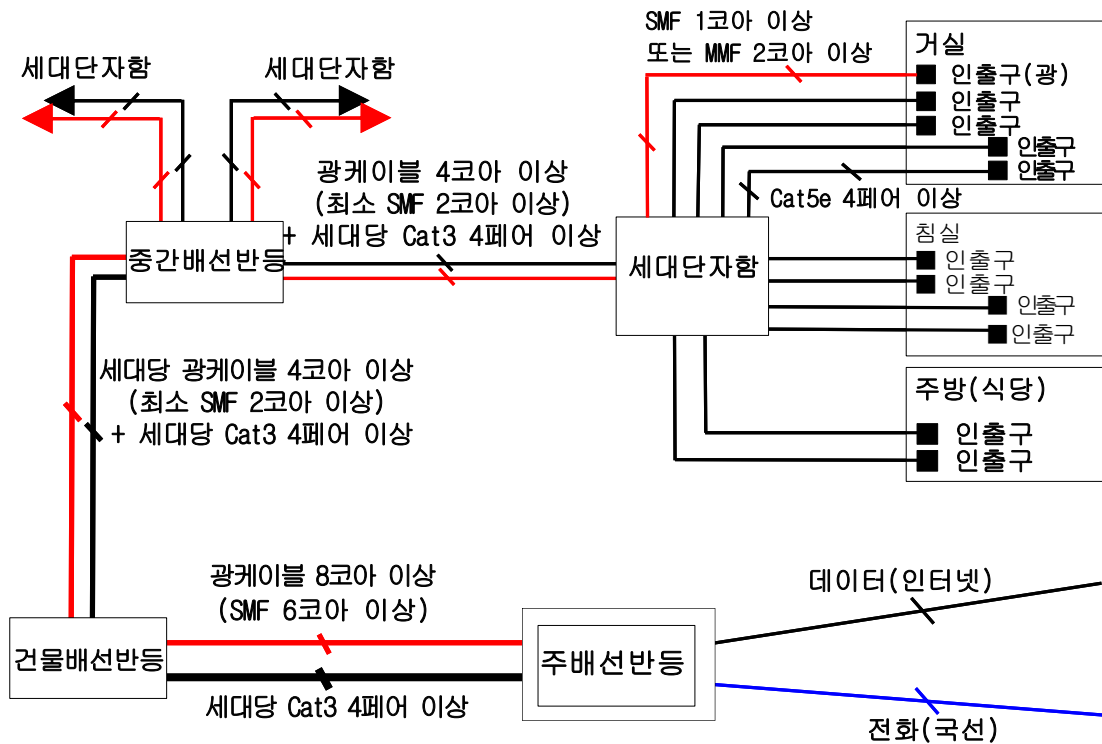 SMF 1코아 이상
또는 MMF 2코아 이상
거실
인출구(광)
인출구
인출구
인출구
인출구
Cat5e 4페어 이상
세대단자함
세대단자함
광케이블 4코아 이상
(최소 SMF 2코아 이상)
+ 세대당 Cat3 4페어 이상
중간배선반등
세대단자함
침실
인출구
인출구
인출구
인출구
세대당 광케이블 4코아 이상
(최소 SMF 2코아 이상)
+ 세대당 Cat3 4페어 이상
주방(식당)
인출구
인출구
광케이블 8코아 이상
(SMF 6코아 이상)
데이터(인터넷)
건물배선반등
주배선반등
세대당 Cat3 4페어 이상
전화(국선)